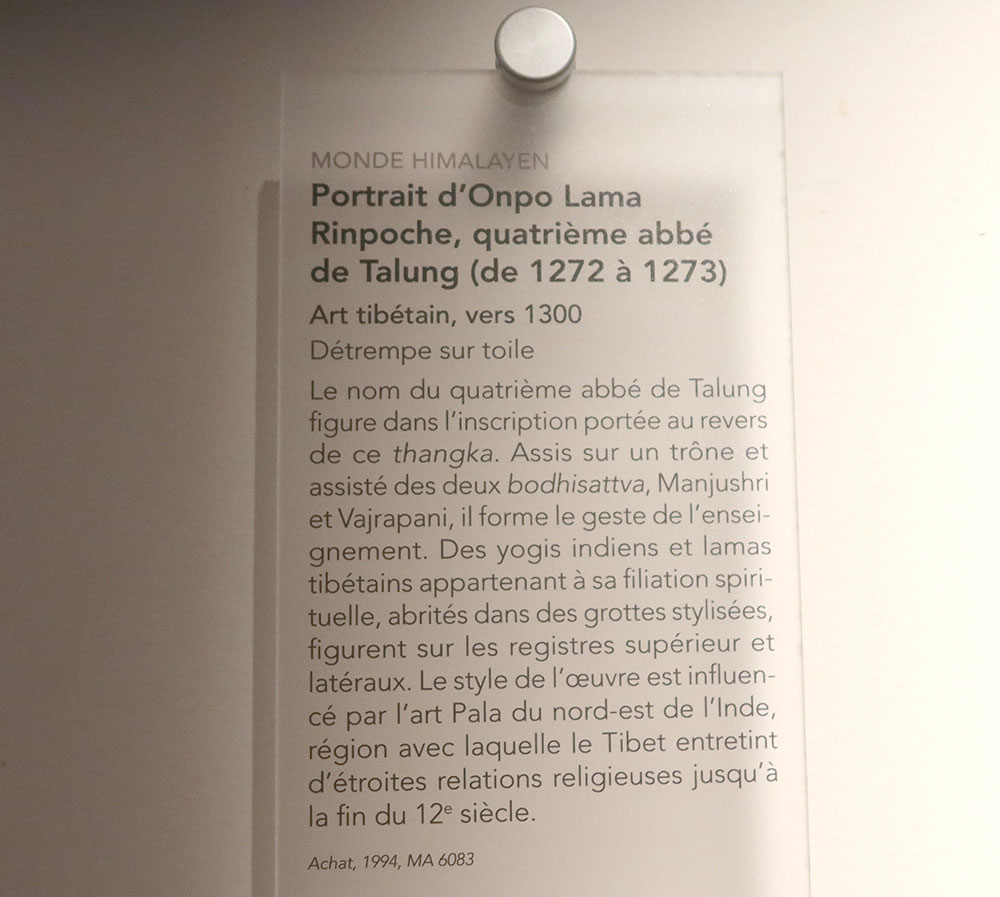 MONDE HIMALAYEN
Portrait d’Onpo Lama
Rinpoche, quatrième abbé
de Talung (de 1272 à 1273)
Art tibétain, vers 1300
Détrempe sur toile
Le nom du quatrième abbé de Talung
figure dans l’inscription portée au revers
de ce thangka. Assis sur un trône et
assisté des deux bodhisattva, Manjushri
et Vajrapani, il forme le geste de l’ensei-
gnement. Des yogis indiens et lamas
tibétains appartenant à sa filiation spiri-
tuelle, abrités dans des grottes stylisées,
figurent sur les registres supérieur et
latéraux. Le style de l’œuvre est influen-
cé par l’art Pala du nord-est de l’Inde,
région avec laquelle le Tibet entretint
d’étroites relations religieuses jusqu’à
la fin du 12e siècle.
Achat, 1994, MA 6083